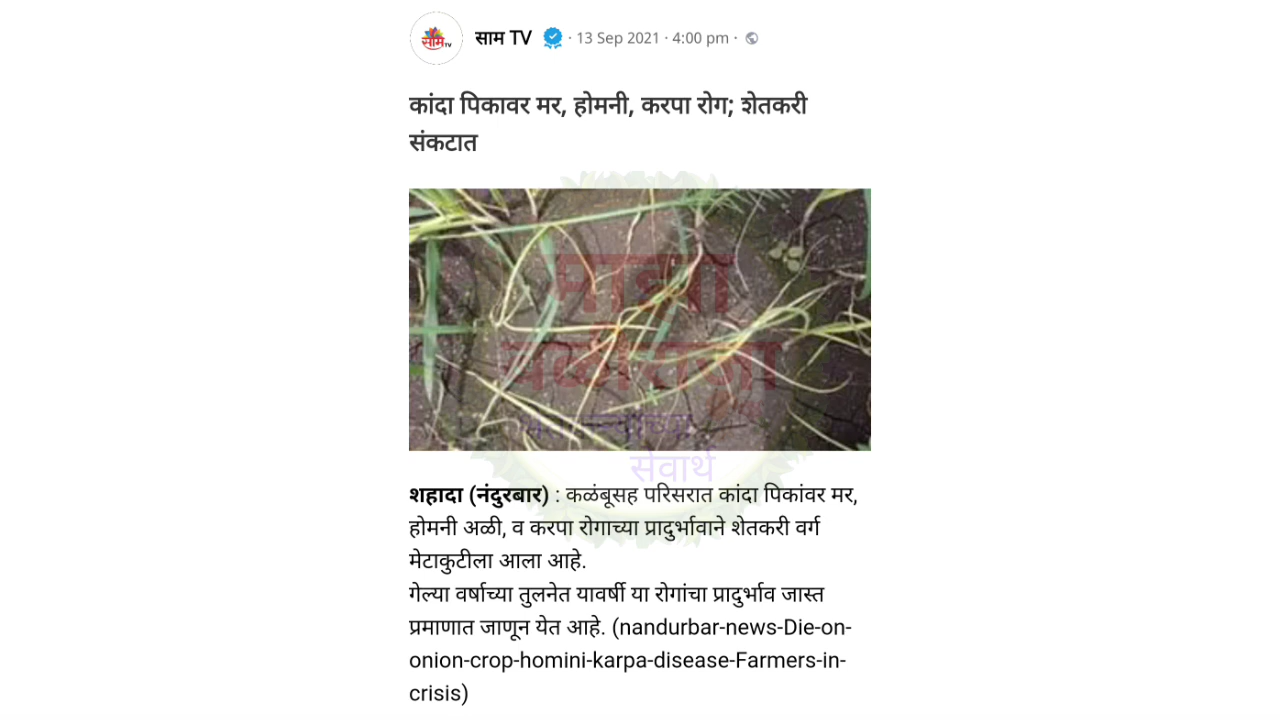 साम TV
साम TV · 13 Sep 2021 · 4:00 pm ·
कांदा पिकावर मर, होमनी, करपा रोग; शेतकरी
संकटात
माझा
बळीराजा
सेवार्थ
शहादा (नंदुरबार) : कळंबूसह परिसरात कांदा पिकांवर मर,
होमनी अळी, व करपा रोगाच्या प्रादुर्भावाने शेतकरी वर्ग
मेटाकुटीला आला आहे.
गेल्या वर्षाच्या तुलनेत यावर्षी या रोगांचा प्रादुर्भाव जास्त
प्रमाणात जाणून येत आहे. (nandurbar-news-Die-on-
onion-crop-homini-karpa-disease-Farmers-in-
crisis)